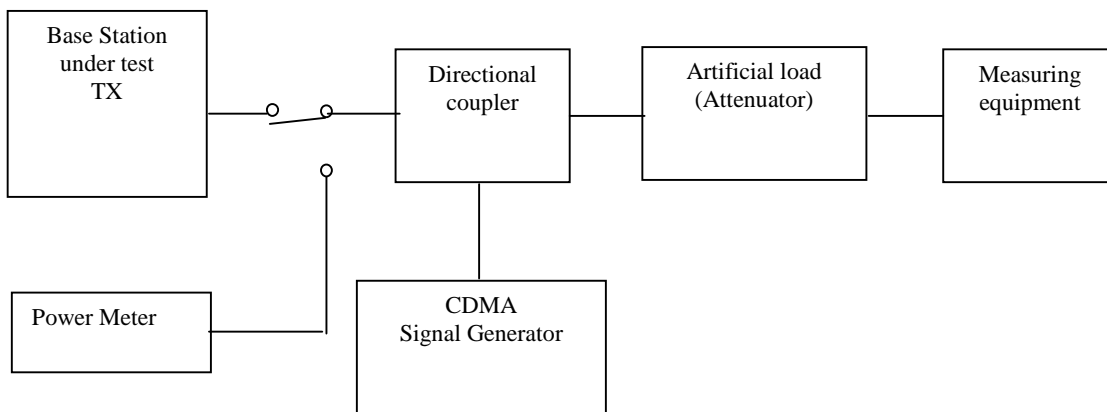 Base Station
under test
TX
Directional
coupler
Artificial load
(Attenuator)
Measuring
equipment
Power Meter
CDMA
Signal Generator